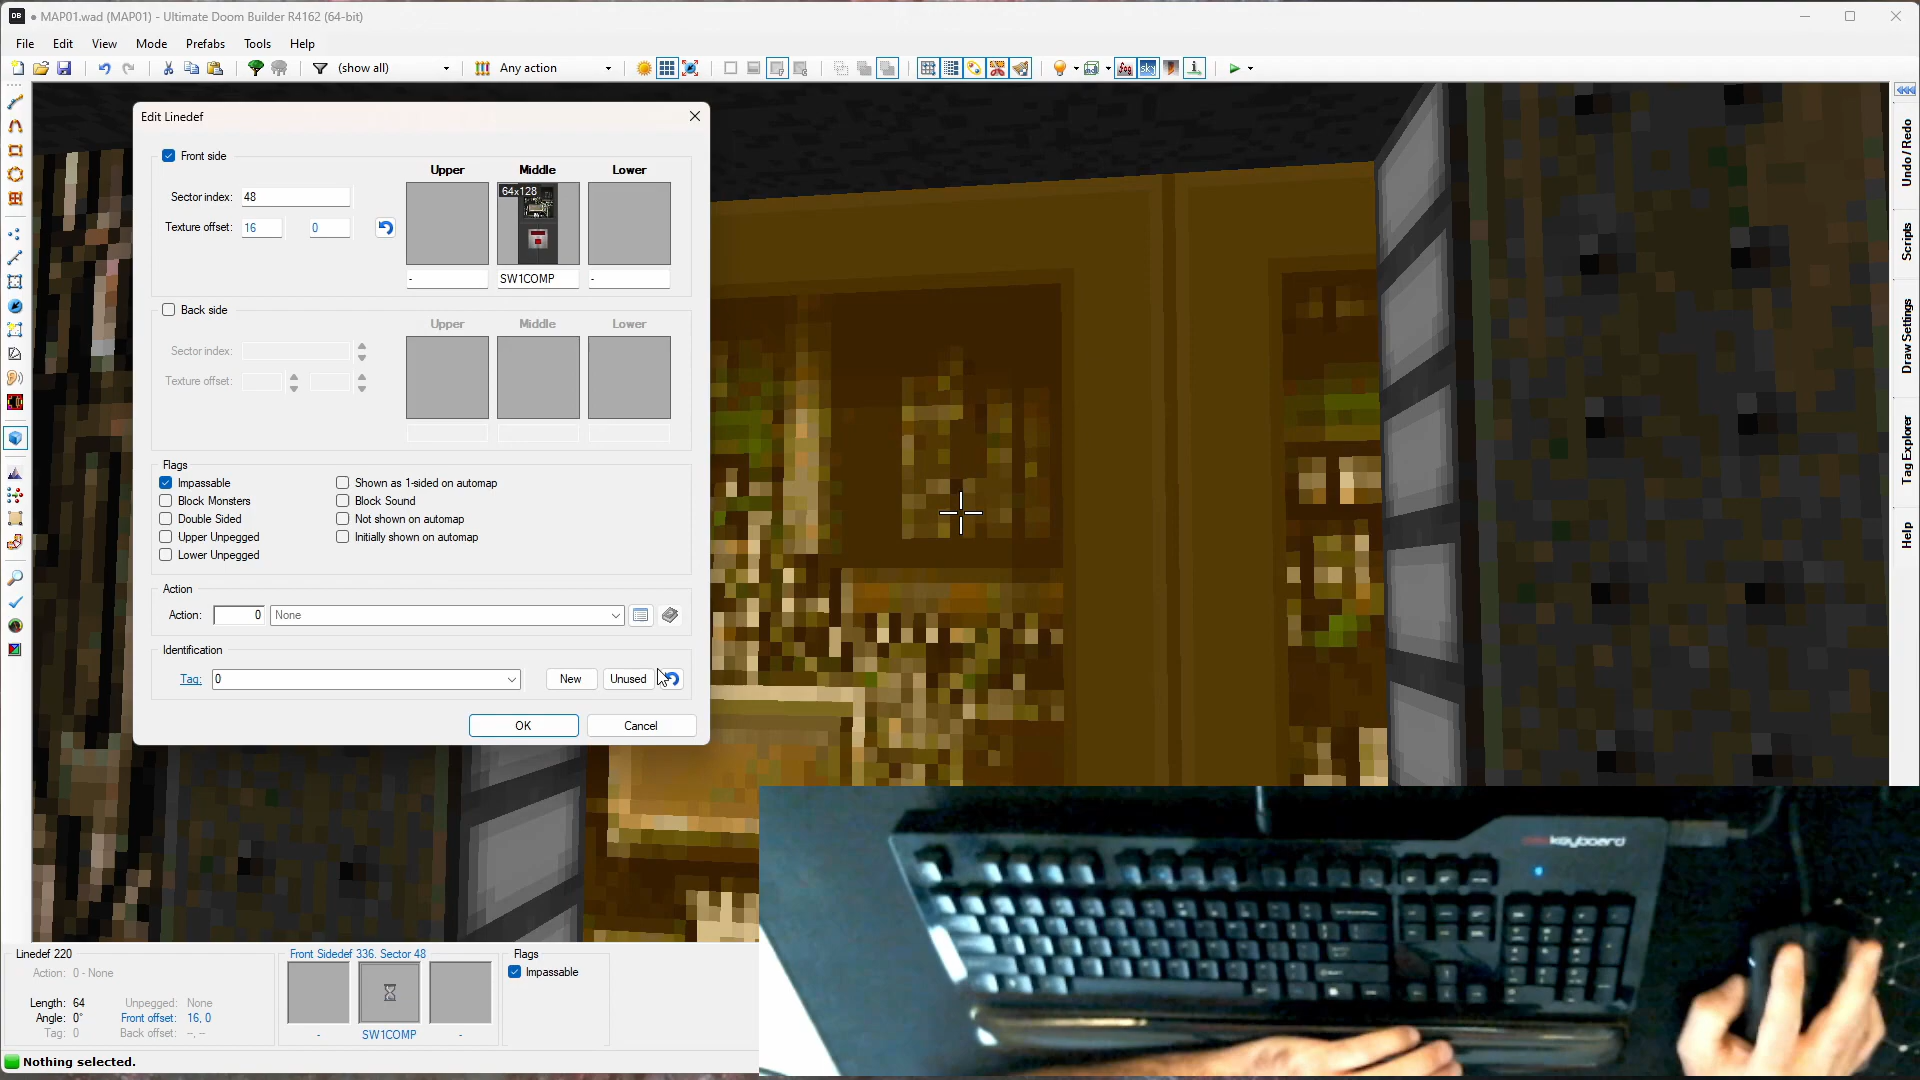 DB MAP01.wad (MAP01) - Ultimate Doom Builder R4162 (64-bit)
File Edit View Mode Prefabs Tools Help
(show all) Any action
sky
Edit Linedef
Front side
Upper Middle Lower
Sector index: 48
64x128
Texture offset: 16 0
- SW1COMP -
Back side
Upper Middle Lower
Sector index:
Texture offset:
Flags
Impassable Shown as 1-sided on automap
Block Monsters Block Sound
Double Sided Not shown on automap
Upper Unpegged Initially shown on automap
Lower Unpegged
Action
Action: 0 None
Identification
Tag: 0 New Unused
OK Cancel
Undo / Redo
Scripts
Draw Settings
Tag Explorer
Help
Linedef 220
Action: 0 - None
Length: 64 Unpegged: None
Angle: 0° Front offset: 16, 0
Tag: 0 Back offset: --, --
Front Sidedef 336. Sector 48
- SW1COMP -
Flags
Impassable
Nothing selected.
keyboard